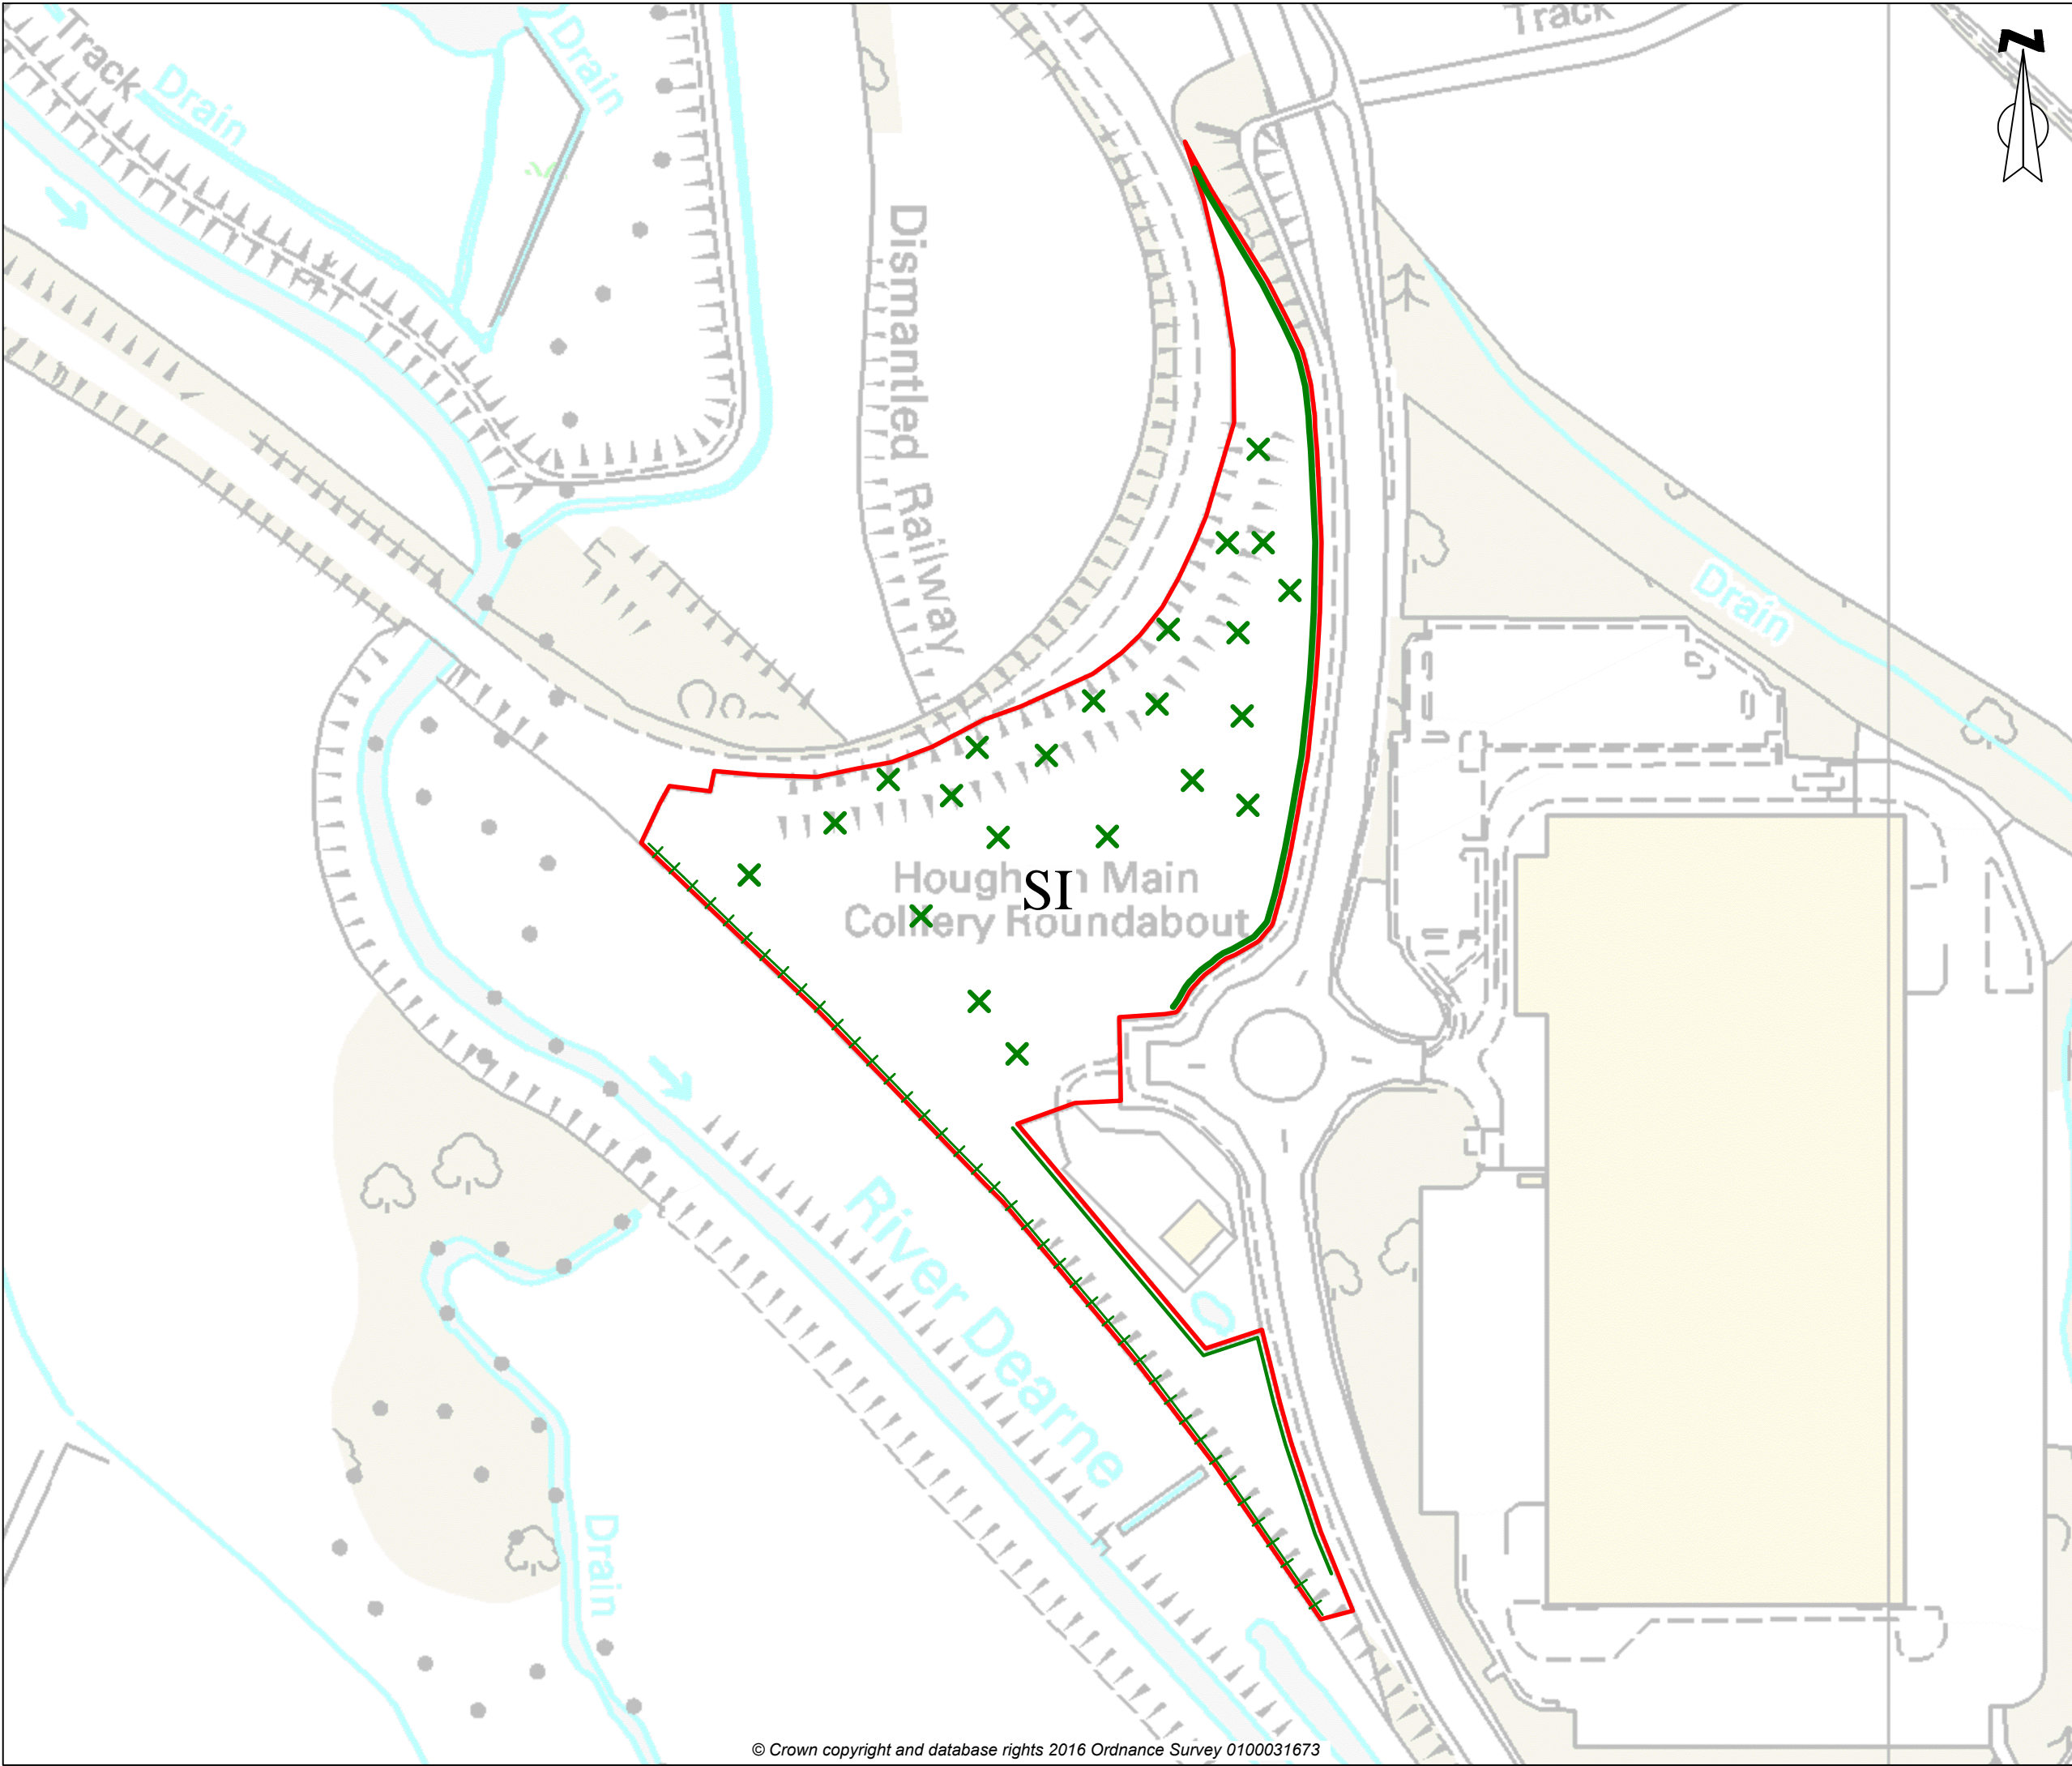 Track
Drain
Drain
Track
N
Dismantled Railway
Drain
SI
Main
Colliery Roundabout
River Dearne
Drain
© Crown copyright and database rights 2016 Ordnance Survey 0100031673